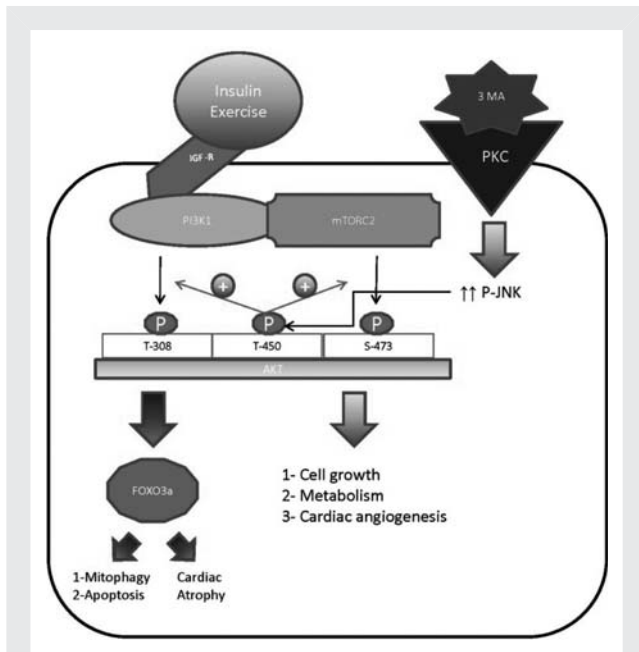 Insulin
Exercise
3 MA
IGF-R
PKC
PI3K1
mTORC2
+
+
↑↑ P-JNK
P
P
P
T-308
T-450
S-473
AKT
1- Cell growth
2- Metabolism
3- Cardiac angiogenesis
FOXO3a
1-Mitophagy
2-Apoptosis
Cardiac
Atrophy